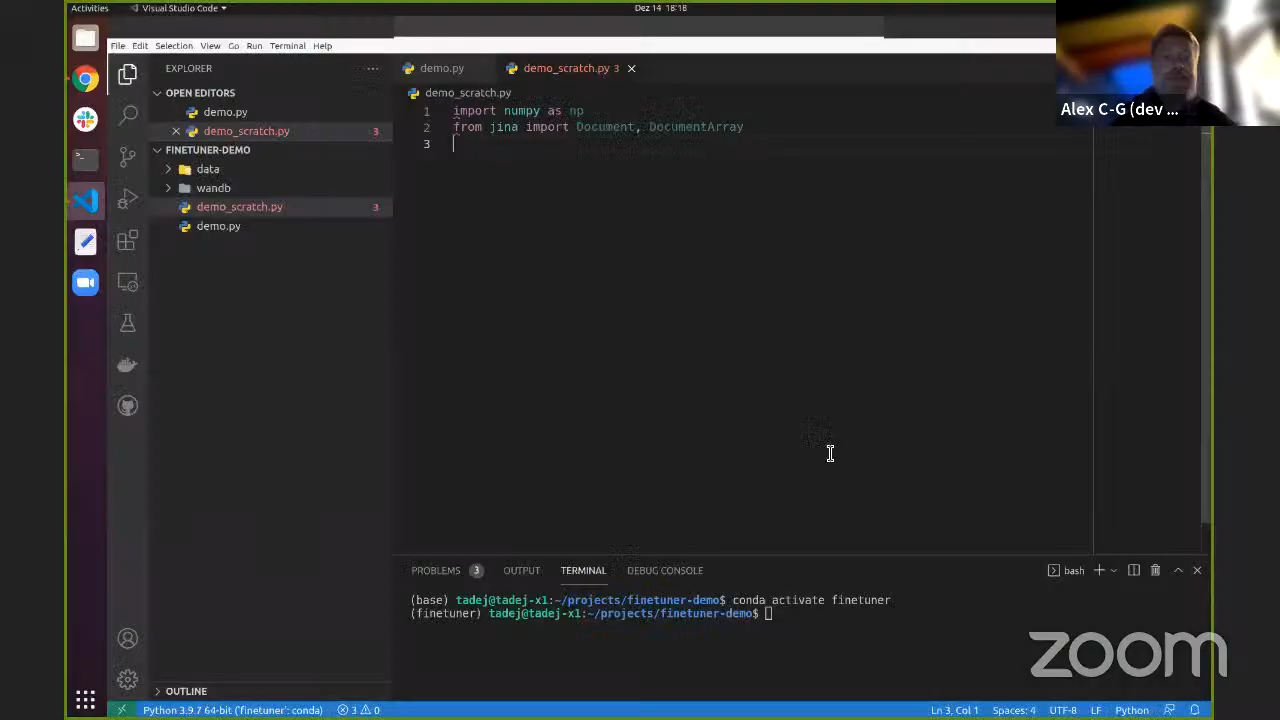 Activities
Visual Studio Code
Dez 14 18:18
File Edit Selection View Go Run Terminal Help
EXPLORER
OPEN EDITORS
demo.py
demo_scratch.py 3
FINETUNER-DEMO
data
wandb
demo_scratch.py 3
demo.py
OUTLINE
demo.py
demo_scratch.py 3
demo_scratch.py
1 import numpy as np
2 from jina import Document, DocumentArray
3
Alex C-G (dev ...
PROBLEMS 3 OUTPUT TERMINAL DEBUG CONSOLE
bash
(base) tadej@tadej-x1:~/projects/finetuner-demo$ conda activate finetuner
(finetuner) tadej@tadej-x1:~/projects/finetuner-demo$
zoom
Python 3.9.7 64-bit ('finetuner': conda) 3 0 Ln 3, Col 1 Spaces: 4 UTF-8 LF Python